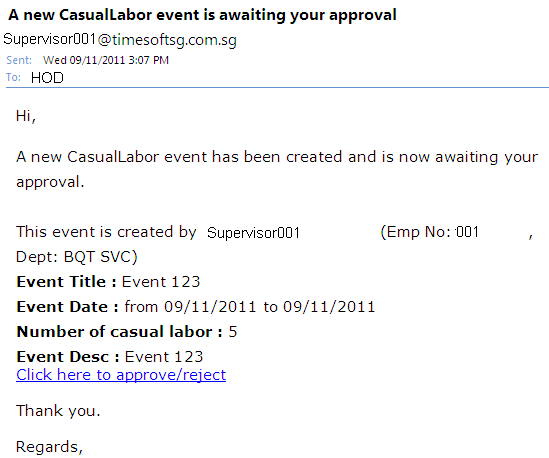 A new CasualLabor event is awaiting your approval
Supervisor001@timesoftsg.com.sg
Sent: Wed 09/11/2011 3:07 PM
To: HOD
Hi,
A new CasualLabor event has been created and is now awaiting your
approval.
This event is created by Supervisor001 (Emp No: 001 ,
Dept: BQT SVC)
Event Title : Event 123
Event Date : from 09/11/2011 to 09/11/2011
Number of casual labor : 5
Event Desc : Event 123
Click here to approve/reject
Thank you.
Regards,